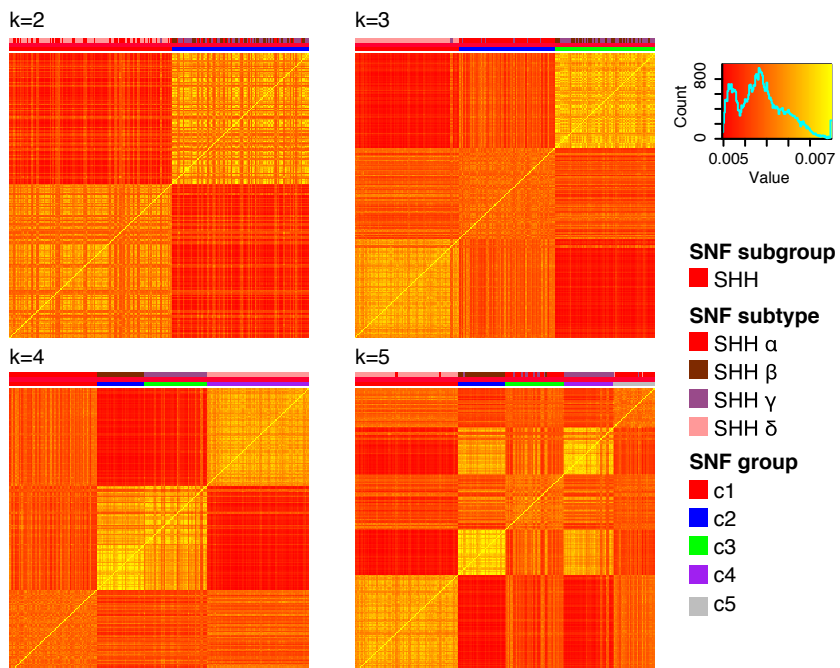 k=2
k=3
800
Count
0
0.005
0.007
Value
SNF subgroup
SHH
SNF subtype
SHH α
SHH β
SHH γ
SHH δ
SNF group
c1
c2
c3
c4
c5
k=4
k=5